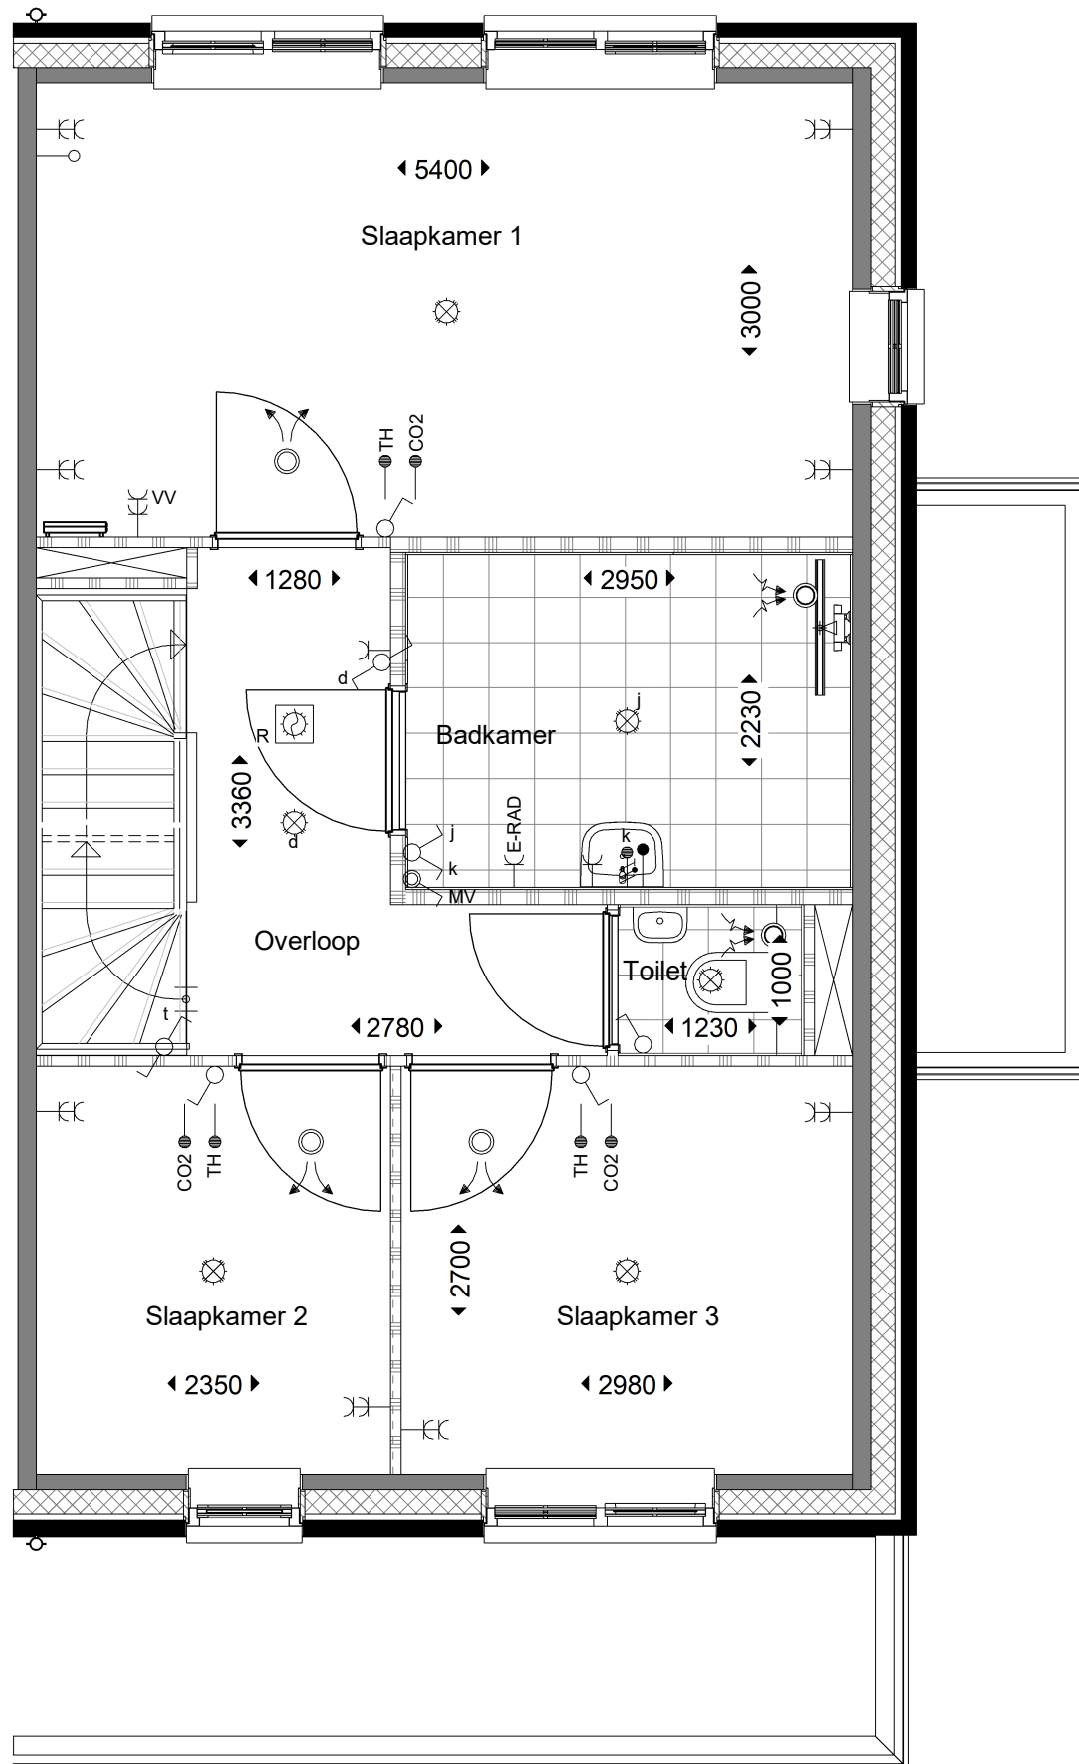 5400
Slaapkamer 1
3000
TH
CO2
VV
1280
2950
d
j
2230
R
Badkamer
3360
d
E-RAD
j
k
k
MV
Overloop
Toilet
1000
t
2780
1230
CO2
TH
TH
CO2
2700
Slaapkamer 2
Slaapkamer 3
2350
2980